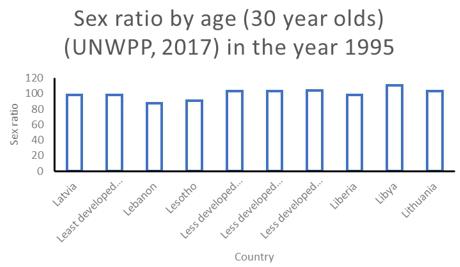 Sex ratio by age (30 year olds)
(UNWPP, 2017) in the year 1995
120
100
80
60
40
20
0
Sex ratio
Latvia
Least developed...
Lebanon
Lesotho
Less developed...
Less developed...
Less developed...
Liberia
Libya
Lithuania
Country